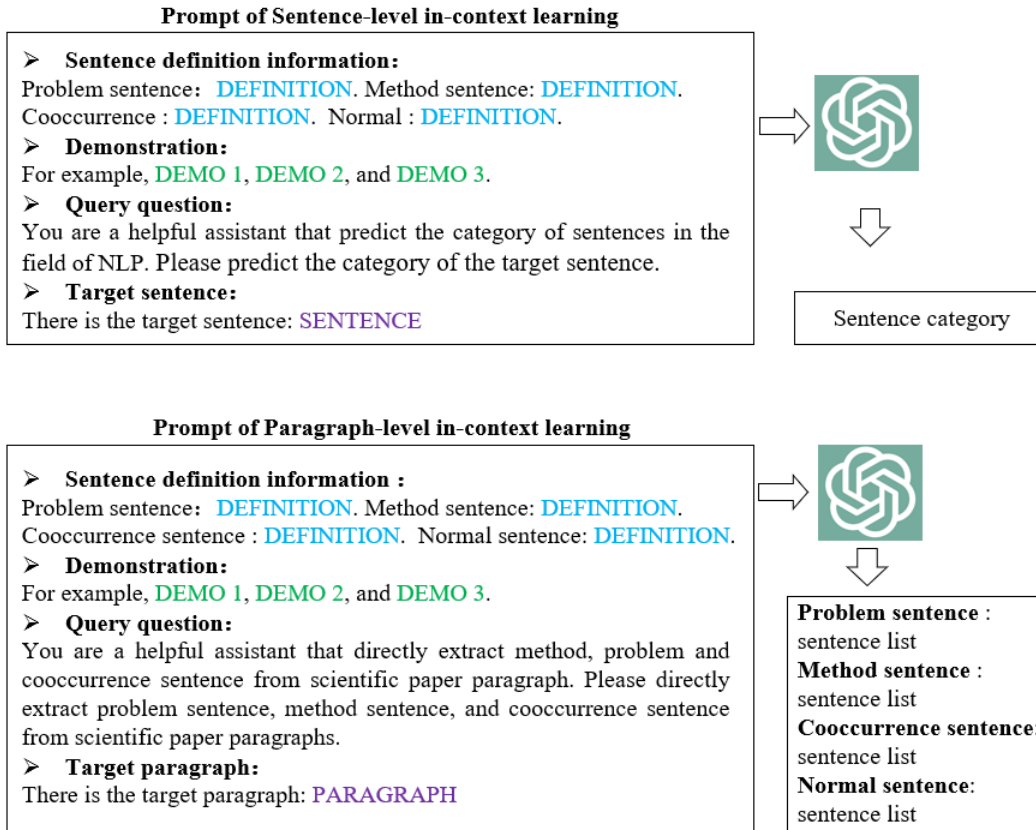 Prompt of Sentence-level in-context learning
➢ Sentence definition information：
Problem sentence： DEFINITION. Method sentence: DEFINITION.
Cooccurrence : DEFINITION. Normal : DEFINITION.
➢ Demonstration：
For example, DEMO 1, DEMO 2, and DEMO 3.
➢ Query question：
You are a helpful assistant that predict the category of sentences in the
field of NLP. Please predict the category of the target sentence.
➢ Target sentence：
There is the target sentence: SENTENCE
Sentence category
Prompt of Paragraph-level in-context learning
➢ Sentence definition information :
Problem sentence： DEFINITION. Method sentence: DEFINITION.
Cooccurrence sentence : DEFINITION. Normal sentence: DEFINITION.
➢ Demonstration：
For example, DEMO 1, DEMO 2, and DEMO 3.
➢ Query question：
You are a helpful assistant that directly extract method, problem and
cooccurrence sentence from scientific paper paragraph. Please directly
extract problem sentence, method sentence, and cooccurrence sentence
from scientific paper paragraphs.
➢ Target paragraph：
There is the target paragraph: PARAGRAPH
Problem sentence :
sentence list
Method sentence :
sentence list
Cooccurrence sentence:
sentence list
Normal sentence:
sentence list